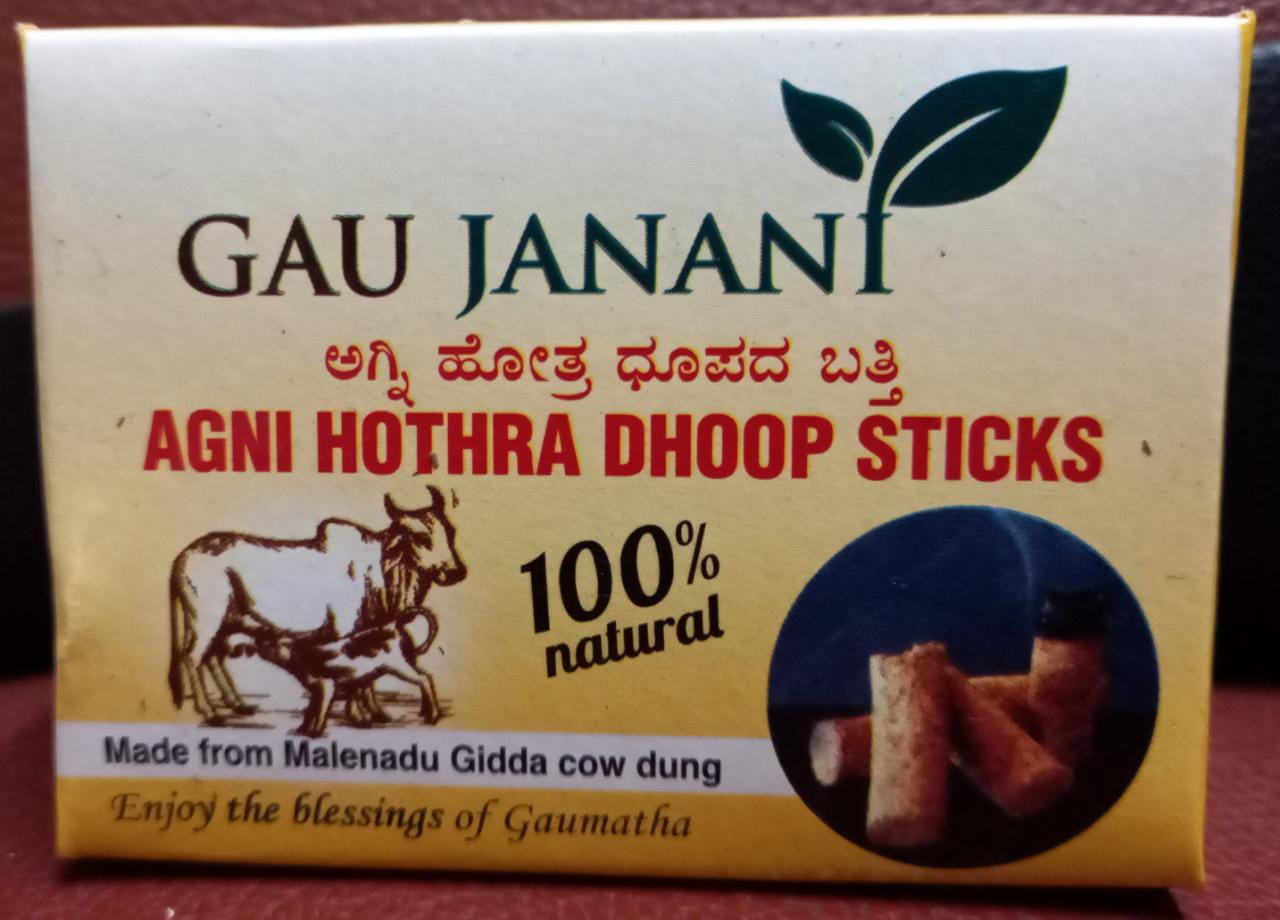 GAU JANANI
ಅಗ್ನಿ ಹೋತ್ರ ಧೂಪದ ಬತ್ತಿ
AGNI HOTHRA DHOOP STICKS
100%
natural
Made from Malenadu Gidda cow dung
Enjoy the blessings of Gaumatha